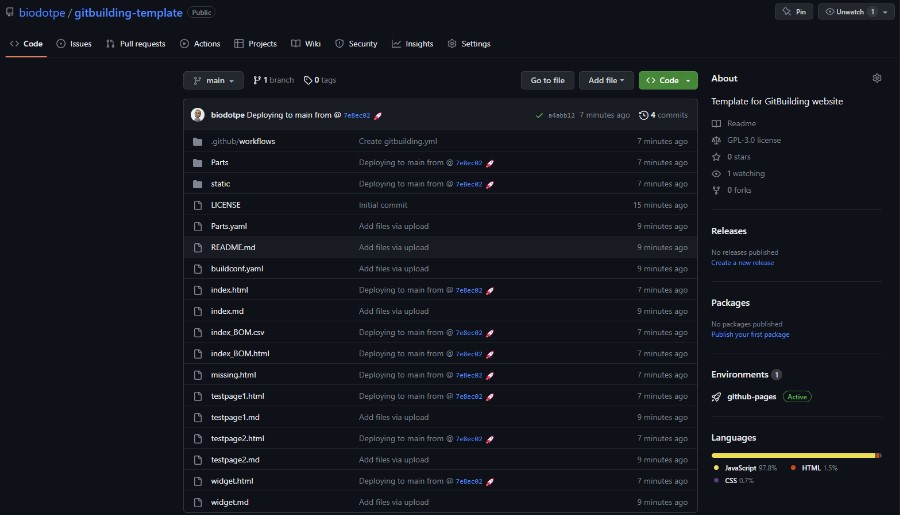 biodotpe / gitbuilding-template Public
Pin Unwatch 1
Code Issues Pull requests Actions Projects Wiki Security Insights Settings
main 1 branch 0 tags Go to file Add file Code
biodotpe Deploying to main from @ 7e8ec02 🚀 a4abb12 7 minutes ago 4 commits
.github/workflows Create gitbuilding.yml 7 minutes ago
Parts Deploying to main from @ 7e8ec02 🚀 7 minutes ago
static Deploying to main from @ 7e8ec02 🚀 7 minutes ago
LICENSE Initial commit 15 minutes ago
Parts.yaml Add files via upload 9 minutes ago
README.md Add files via upload 9 minutes ago
buildconf.yaml Add files via upload 9 minutes ago
index.html Deploying to main from @ 7e8ec02 🚀 7 minutes ago
index.md Add files via upload 9 minutes ago
index_BOM.csv Deploying to main from @ 7e8ec02 🚀 7 minutes ago
index_BOM.html Deploying to main from @ 7e8ec02 🚀 7 minutes ago
missing.html Deploying to main from @ 7e8ec02 🚀 7 minutes ago
testpage1.html Deploying to main from @ 7e8ec02 🚀 7 minutes ago
testpage1.md Add files via upload 9 minutes ago
testpage2.html Deploying to main from @ 7e8ec02 🚀 7 minutes ago
testpage2.md Add files via upload 9 minutes ago
widget.html Deploying to main from @ 7e8ec02 🚀 7 minutes ago
widget.md Add files via upload 9 minutes ago
About
Template for GitBuilding website
Readme
GPL-3.0 license
0 stars
1 watching
0 forks
Releases
No releases published
Create a new release
Packages
No packages published
Publish your first package
Environments 1
github-pages Active
Languages
JavaScript 97.8% HTML 1.5%
CSS 0.7%